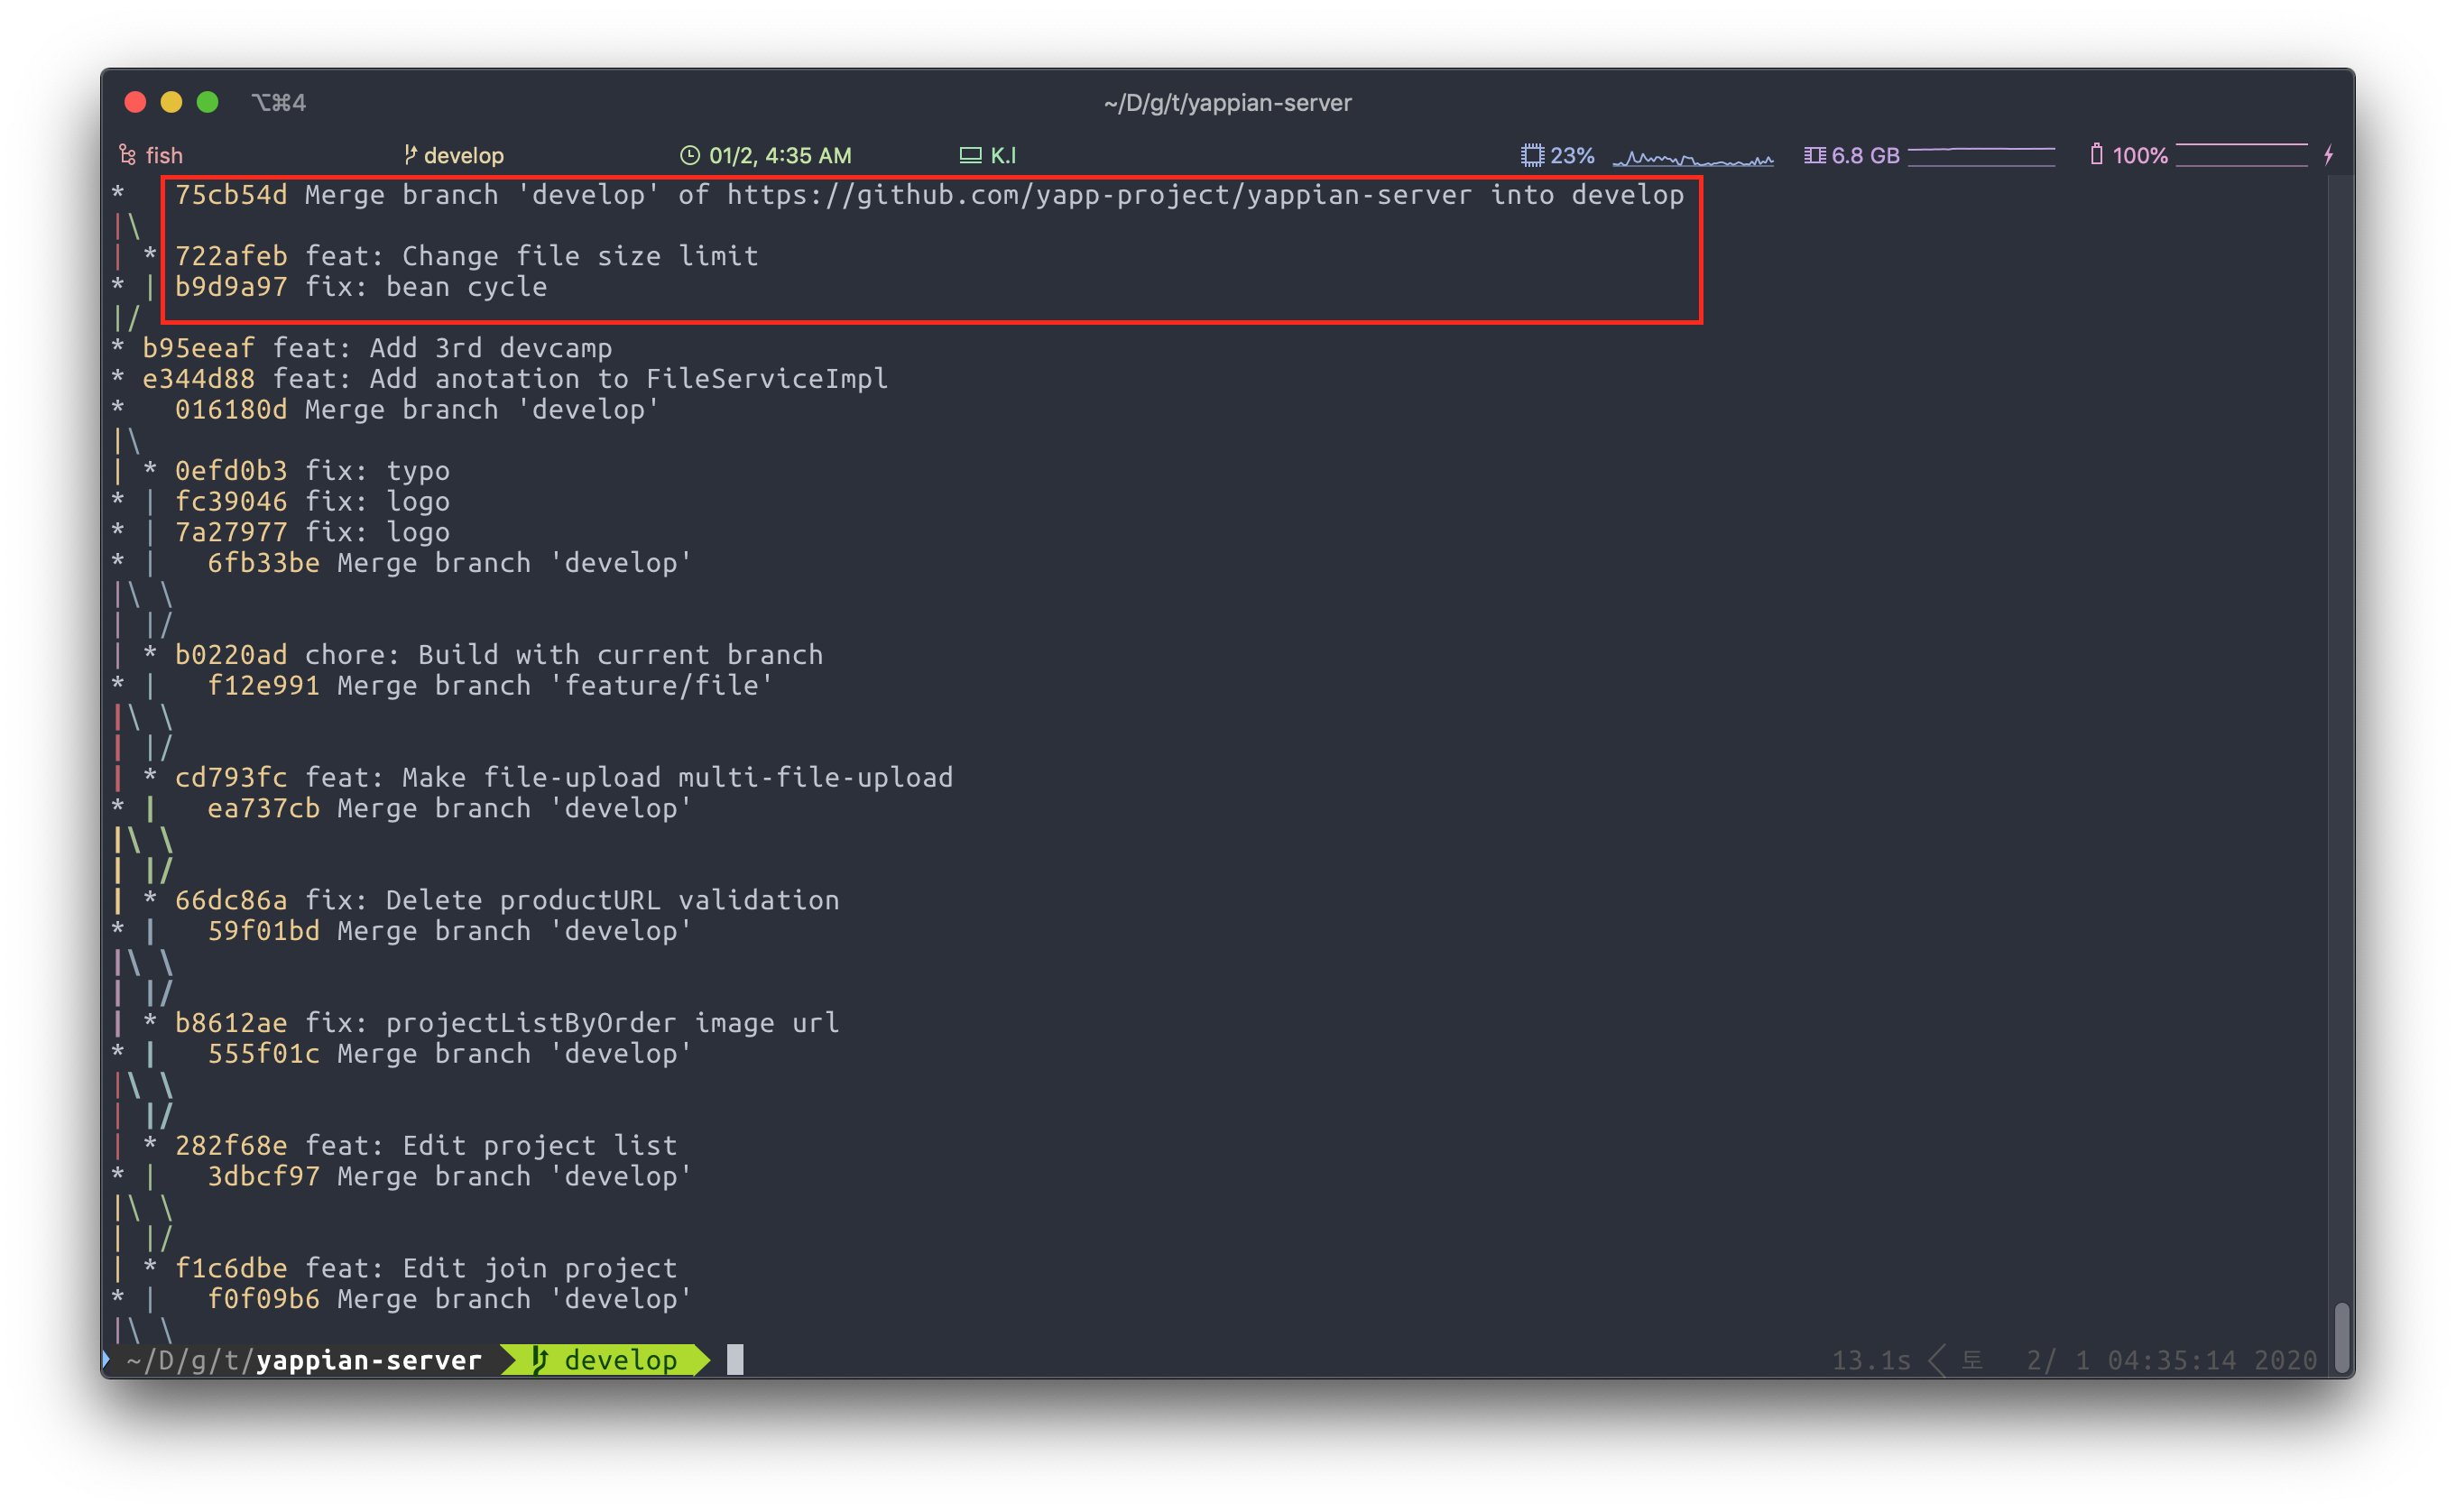 ⌥⌘4 ~/D/g/t/yappian-server
fish develop 01/2, 4:35 AM K.I 23% 6.8 GB 100%
*   75cb54d Merge branch 'develop' of https://github.com/yapp-project/yappian-server into develop
|\
| * 722afeb feat: Change file size limit
* | b9d9a97 fix: bean cycle
|/
* b95eeaf feat: Add 3rd devcamp
* e344d88 feat: Add anotation to FileServiceImpl
*   016180d Merge branch 'develop'
|\
| * 0efd0b3 fix: typo
* | fc39046 fix: logo
* | 7a27977 fix: logo
* |   6fb33be Merge branch 'develop'
|\ \
| |/
| * b0220ad chore: Build with current branch
* |   f12e991 Merge branch 'feature/file'
|\ \
| |/
| * cd793fc feat: Make file-upload multi-file-upload
* |   ea737cb Merge branch 'develop'
|\ \
| |/
| * 66dc86a fix: Delete productURL validation
* |   59f01bd Merge branch 'develop'
|\ \
| |/
| * b8612ae fix: projectListByOrder image url
* |   555f01c Merge branch 'develop'
|\ \
| |/
| * 282f68e feat: Edit project list
* |   3dbcf97 Merge branch 'develop'
|\ \
| |/
| * f1c6dbe feat: Edit join project
* |   f0f09b6 Merge branch 'develop'
|\ \
~/D/g/t/yappian-server develop 13.1s 토 2/ 1 04:35:14 2020